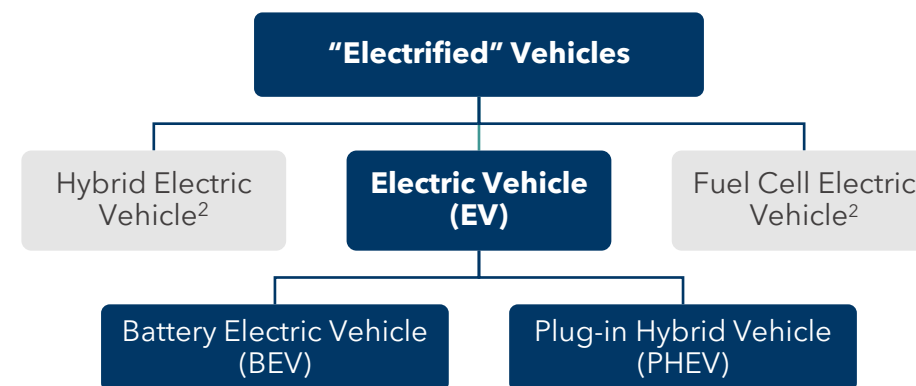 “Electrified” Vehicles
Hybrid Electric
Vehicle²
Electric Vehicle
(EV)
Fuel Cell Electric
Vehicle²
Battery Electric Vehicle
(BEV)
Plug-in Hybrid Vehicle
(PHEV)